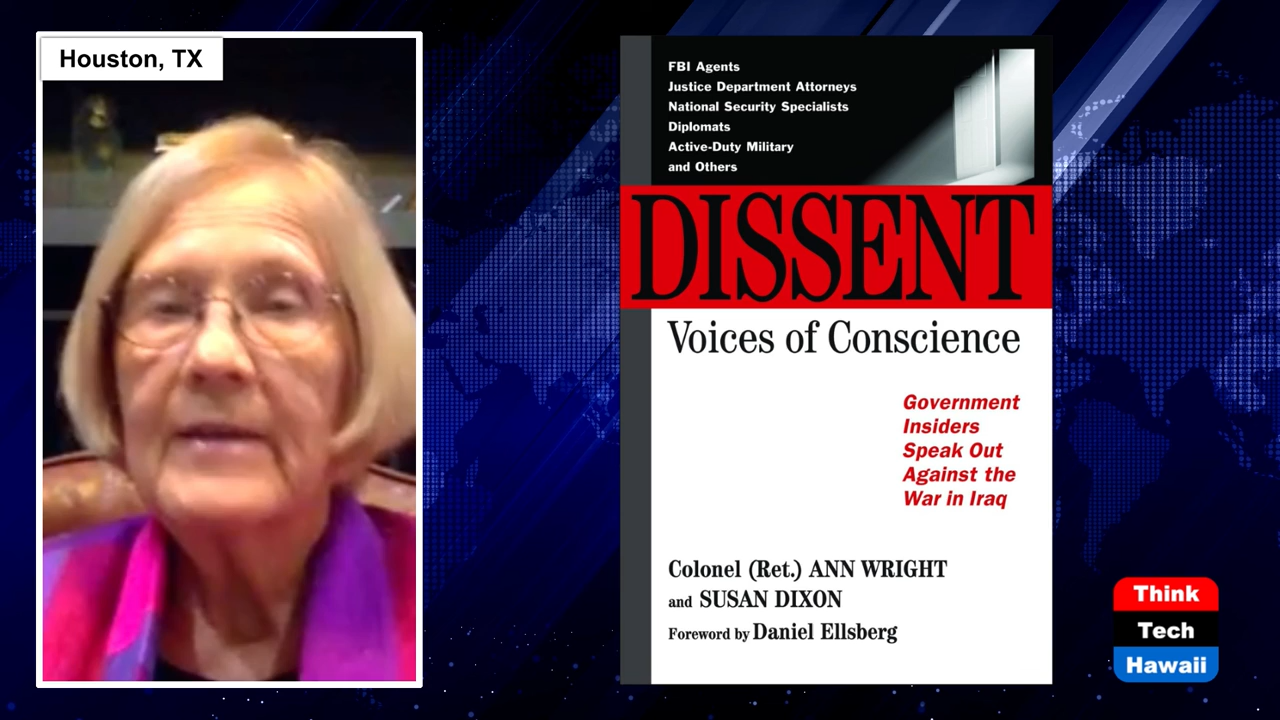 Houston, TX
FBI Agents
Justice Department Attorneys
National Security Specialists
Diplomats
Active-Duty Military
and Others
DISSENT
Voices of Conscience
Government
Insiders
Speak Out
Against the
War in Iraq
Colonel (Ret.) ANN WRIGHT
and SUSAN DIXON
Foreword by Daniel Ellsberg
Think
Tech
Hawaii